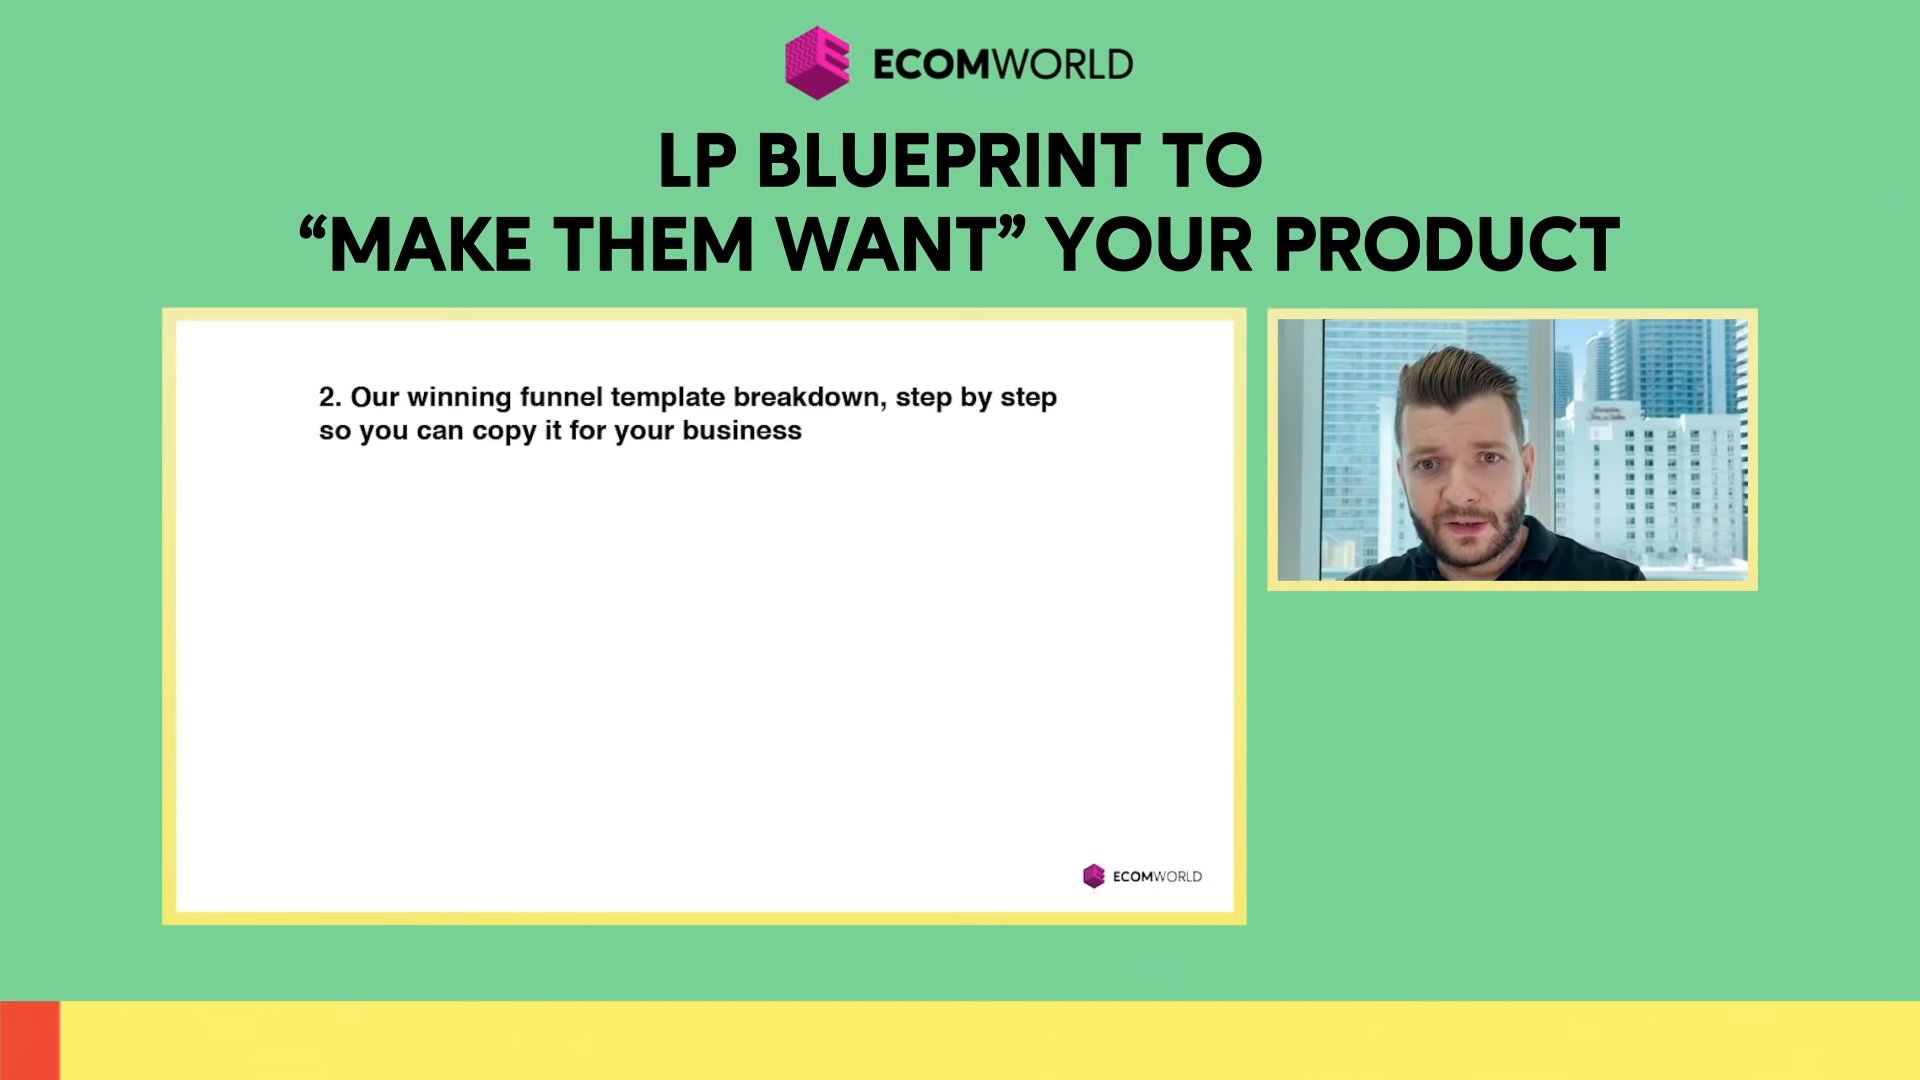 ECOMWORLD
LP BLUEPRINT TO
“MAKE THEM WANT” YOUR PRODUCT
2. Our winning funnel template breakdown, step by step
so you can copy it for your business
ECOMWORLD